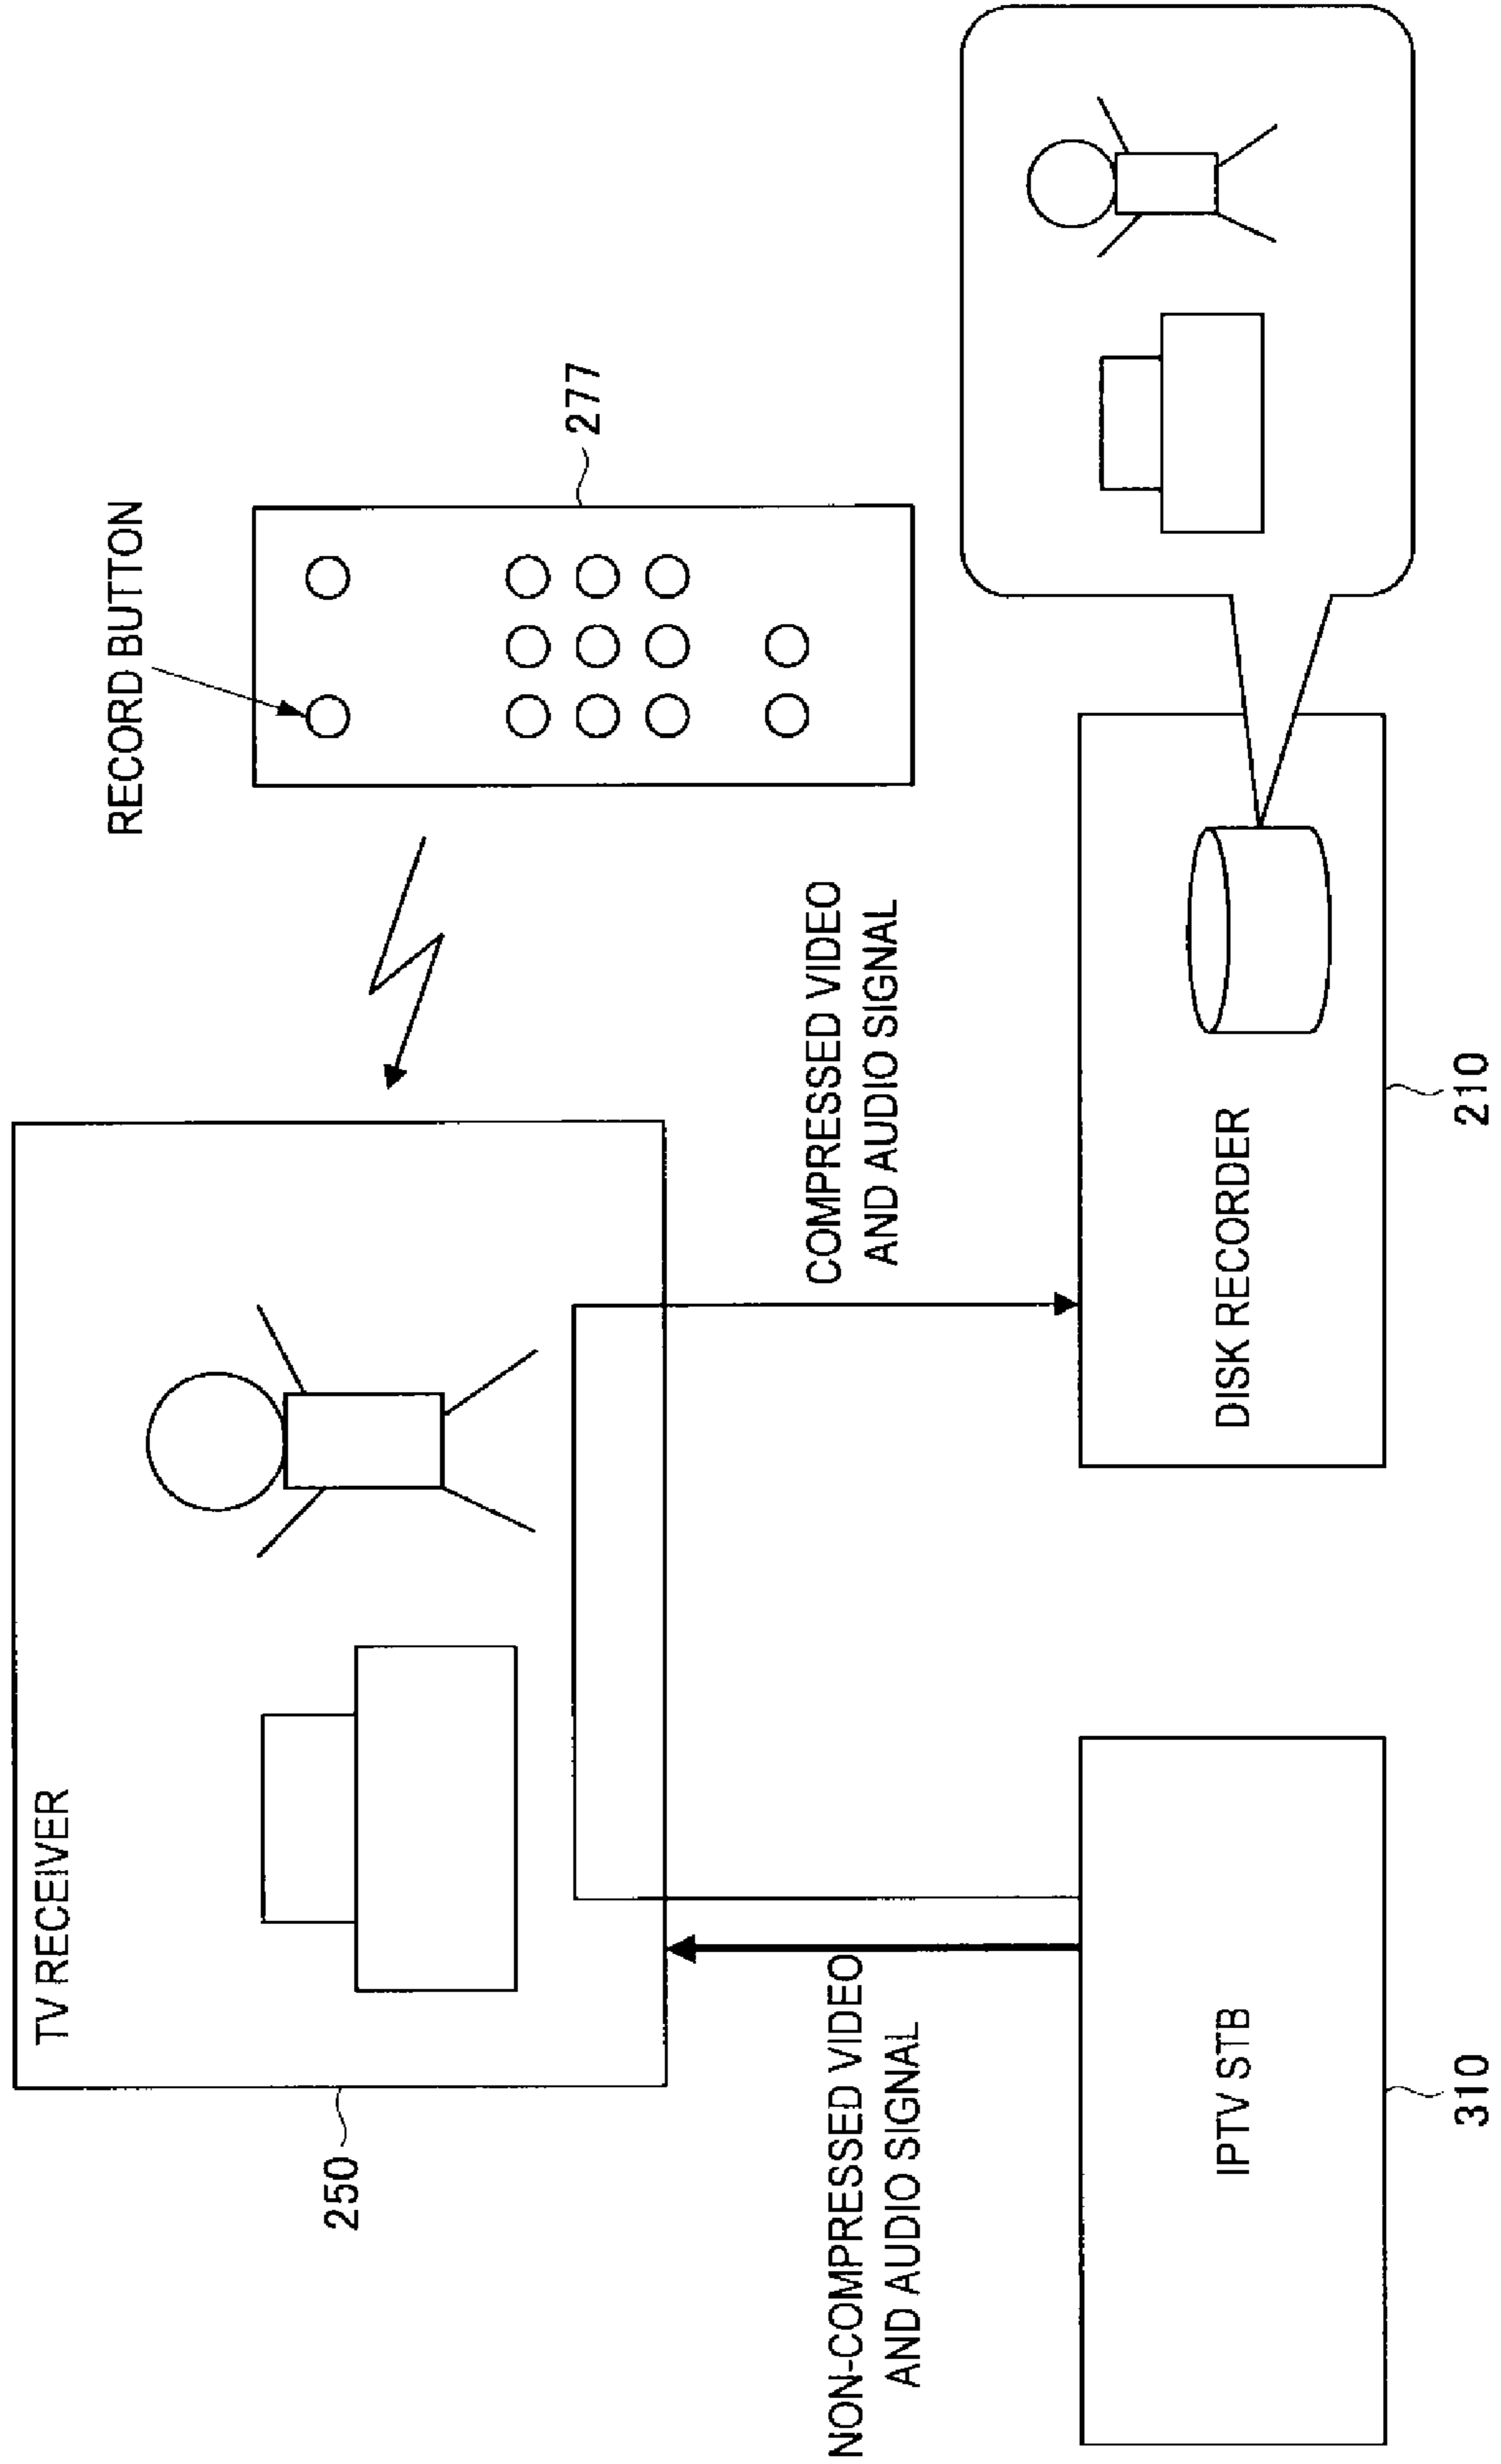 TV RECEIVER
250
RECORD BUTTON
277
NON-COMPRESSED VIDEO
AND AUDIO SIGNAL
COMPRESSED VIDEO
AND AUDIO SIGNAL
IPTV STB
310
DISK RECORDER
210